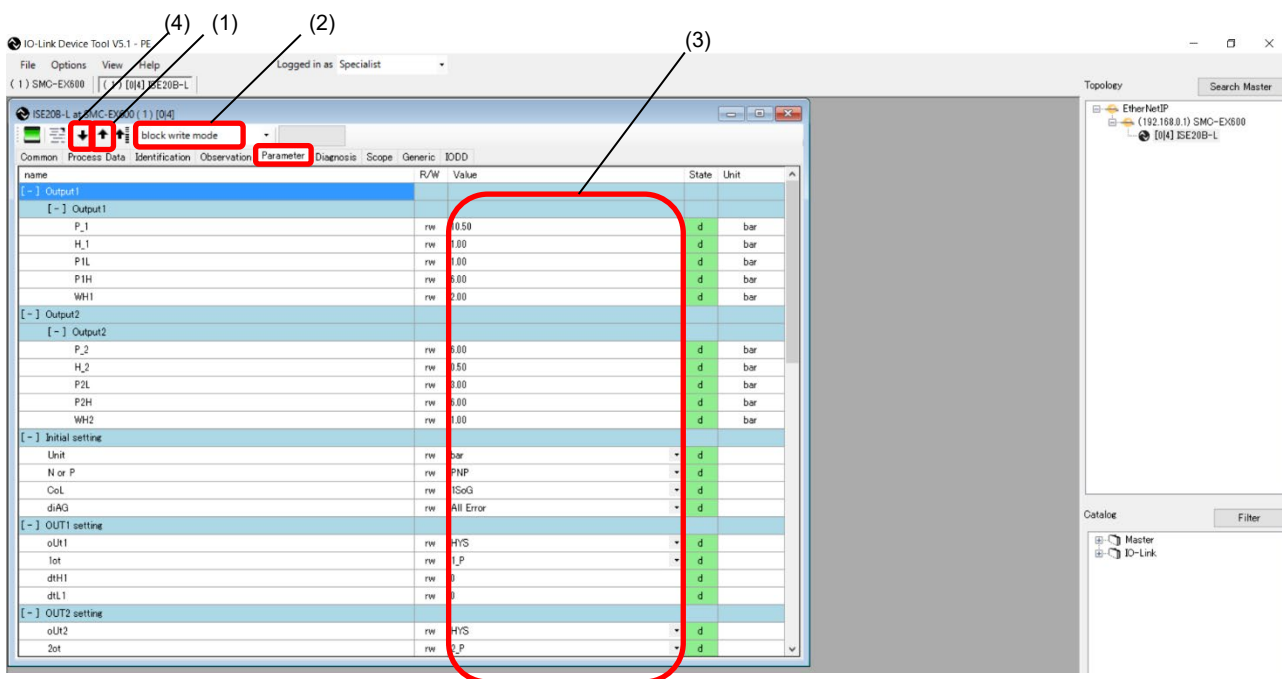 (4) (1) (2) (3)
IO-Link Device Tool V5.1 - PE
File Options View Help Logged in as Specialist
( 1 ) SMC-EX600 ( 1 ) [0|4] ISE20B-L
Topology Search Master
EtherNetIP
(192.168.0.1) SMC-EX600
[0|4] ISE20B-L
ISE20B-L at SMC-EX600 ( 1 ) [0|4]
block write mode
Common Process Data Identification Observation Parameter Diagnosis Scope Generic IODD
name R/W Value State Unit
[ - ] Output1
[ - ] Output1
P_1 rw 10.50 d bar
H_1 rw 1.00 d bar
P1L rw 1.00 d bar
P1H rw 5.00 d bar
WH1 rw 2.00 d bar
[ - ] Output2
[ - ] Output2
P_2 rw 5.00 d bar
H_2 rw 0.50 d bar
P2L rw 3.00 d bar
P2H rw 5.00 d bar
WH2 rw 1.00 d bar
[ - ] Initial setting
Unit rw bar d
N or P rw PNP d
CoL rw 1SoG d
diAG rw All Error d
[ - ] OUT1 setting
oUt1 rw HYS d
1ot rw 1_P d
dtH1 rw 0 d
dtL1 rw 0 d
[ - ] OUT2 setting
oUt2 rw HYS d
2ot rw 2_P d
Catalog Filter
Master
IO-Link